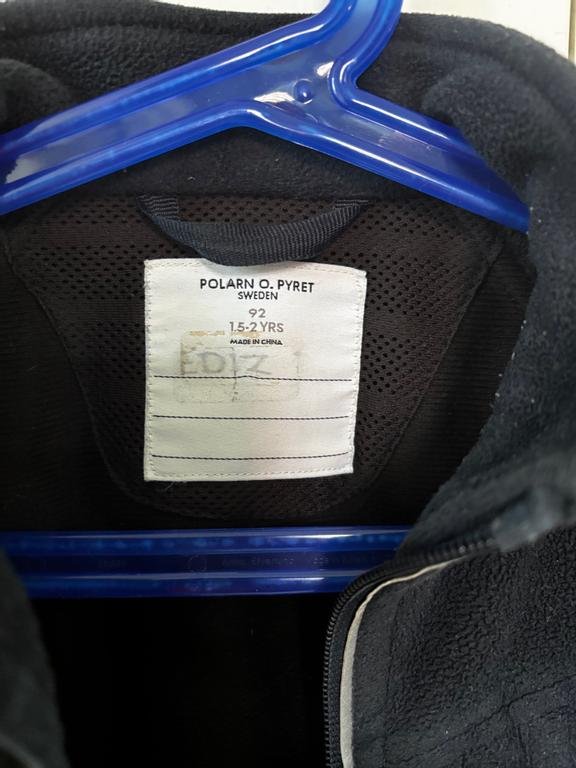 POLARN O. PYRET
SWEDEN
92
1.5-2 YRS
MADE IN CHINA